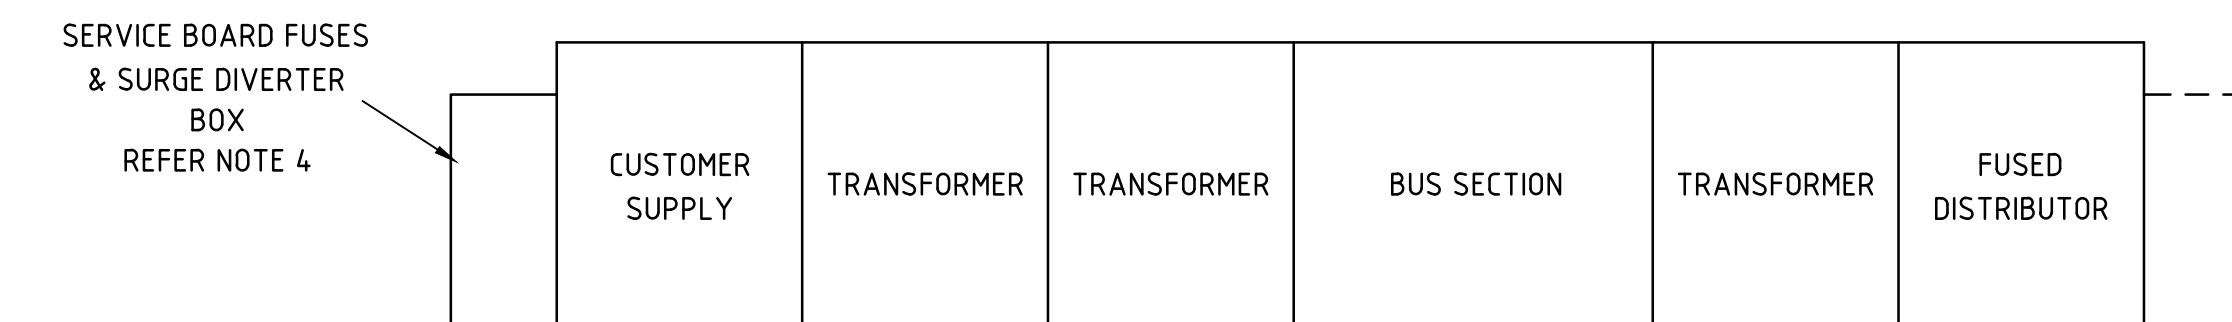 SERVICE BOARD FUSES
& SURGE DIVERTER
BOX
REFER NOTE 4
CUSTOMER
SUPPLY
TRANSFORMER
TRANSFORMER
BUS SECTION
TRANSFORMER
FUSED
DISTRIBUTOR